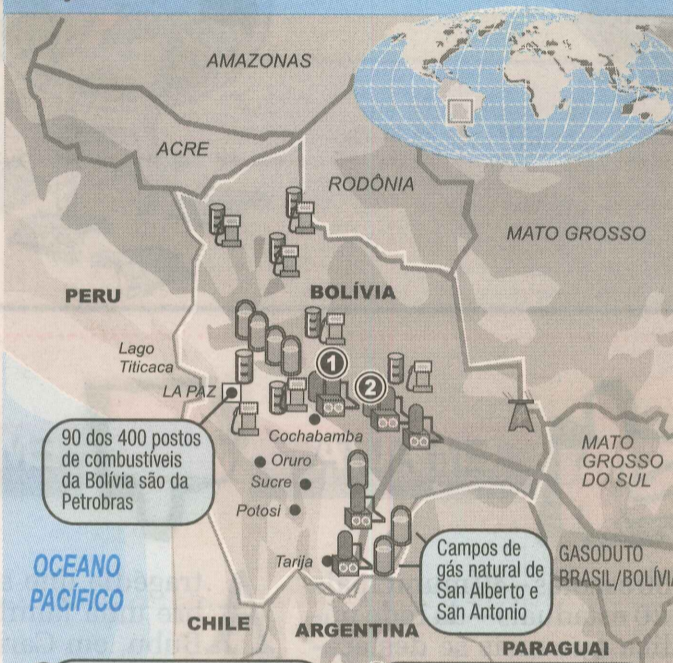 AMAZONAS
ACRE
RODÔNIA
MATO GROSSO
PERU
BOLÍVIA
Lago
Titicaca
LA PAZ
1
2
90 dos 400 postos
de combustíveis
da Bolívia são da
Petrobras
Cochabamba
Oruro
Sucre
Potosi
Tarija
MATO
GROSSO
DO SUL
Campos de
gás natural de
San Alberto e
San Antonio
GASODUTO
BRASIL/BOLÍVIA
OCEANO
PACÍFICO
CHILE
ARGENTINA
PARAGUAI